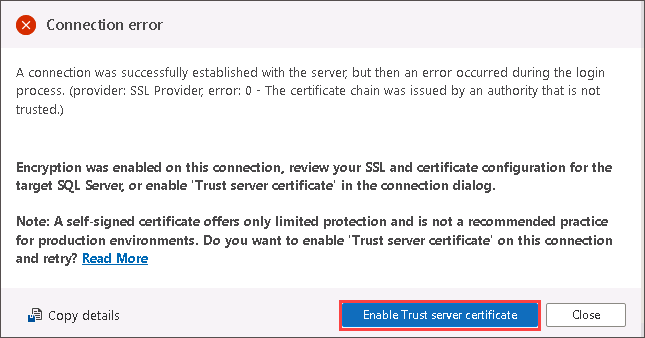 Connection error
A connection was successfully established with the server, but then an error occurred during the login
process. (provider: SSL Provider, error: 0 - The certificate chain was issued by an authority that is not
trusted.)
Encryption was enabled on this connection, review your SSL and certificate configuration for the
target SQL Server, or enable 'Trust server certificate' in the connection dialog.
Note: A self-signed certificate offers only limited protection and is not a recommended practice
for production environments. Do you want to enable 'Trust server certificate' on this connection
and retry? Read More
Copy details
Enable Trust server certificate
Close